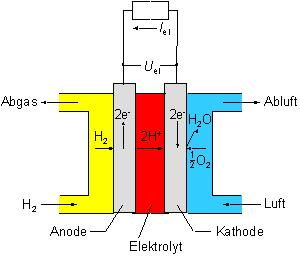 I_el
U_el
Abgas
Abluft
2e⁻
2e⁻
H₂O
H₂
2H⁺
½O₂
H₂
Luft
Anode
Kathode
Elektrolyt